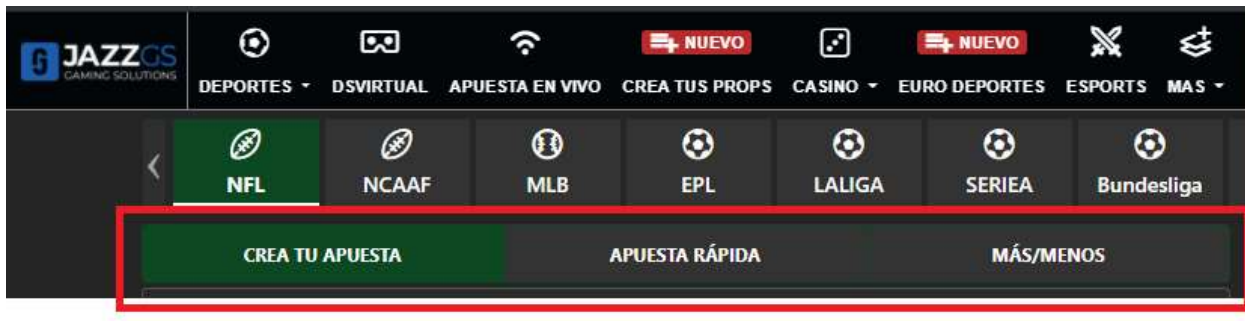 JAZZGS
GAMING SOLUTIONS
NUEVO NUEVO
DEPORTES DSVIRTUAL APUESTA EN VIVO CREA TUS PROPS CASINO EURO DEPORTES ESPORTS MAS
NFL NCAAF MLB EPL LALIGA SERIEA Bundesliga
CREA TU APUESTA APUESTA RÁPIDA MÁS/MENOS